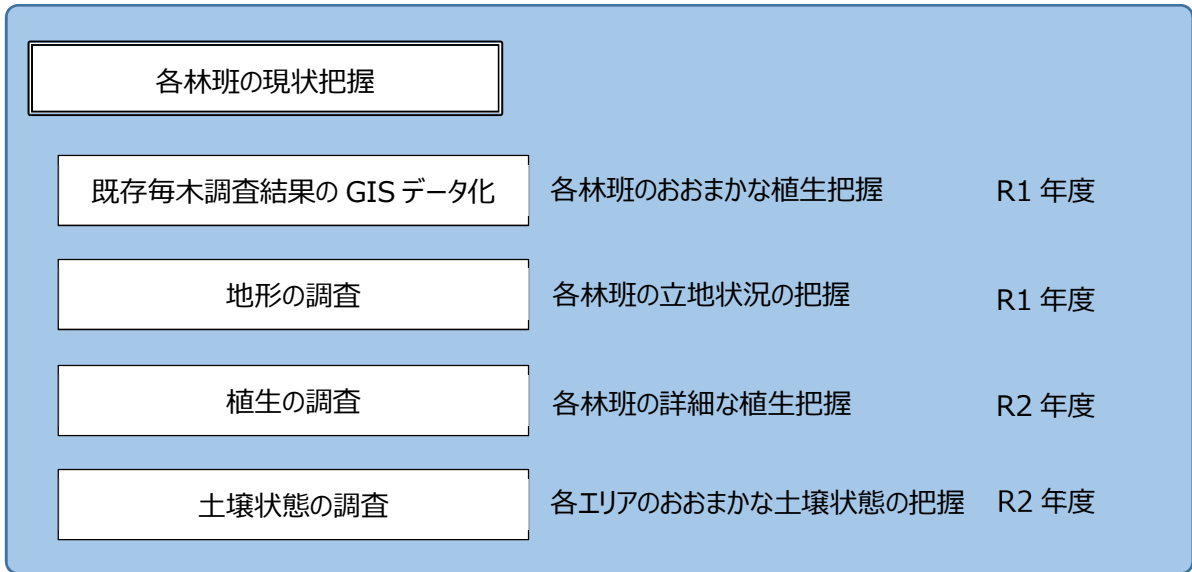 各林班の現状把握
既存毎木調査結果の GIS データ化 各林班のおおまかな植生把握 R1 年度
地形の調査 各林班の立地状況の把握 R1 年度
植生の調査 各林班の詳細な植生把握 R2 年度
土壌状態の調査 各エリアのおおまかな土壌状態の把握 R2 年度